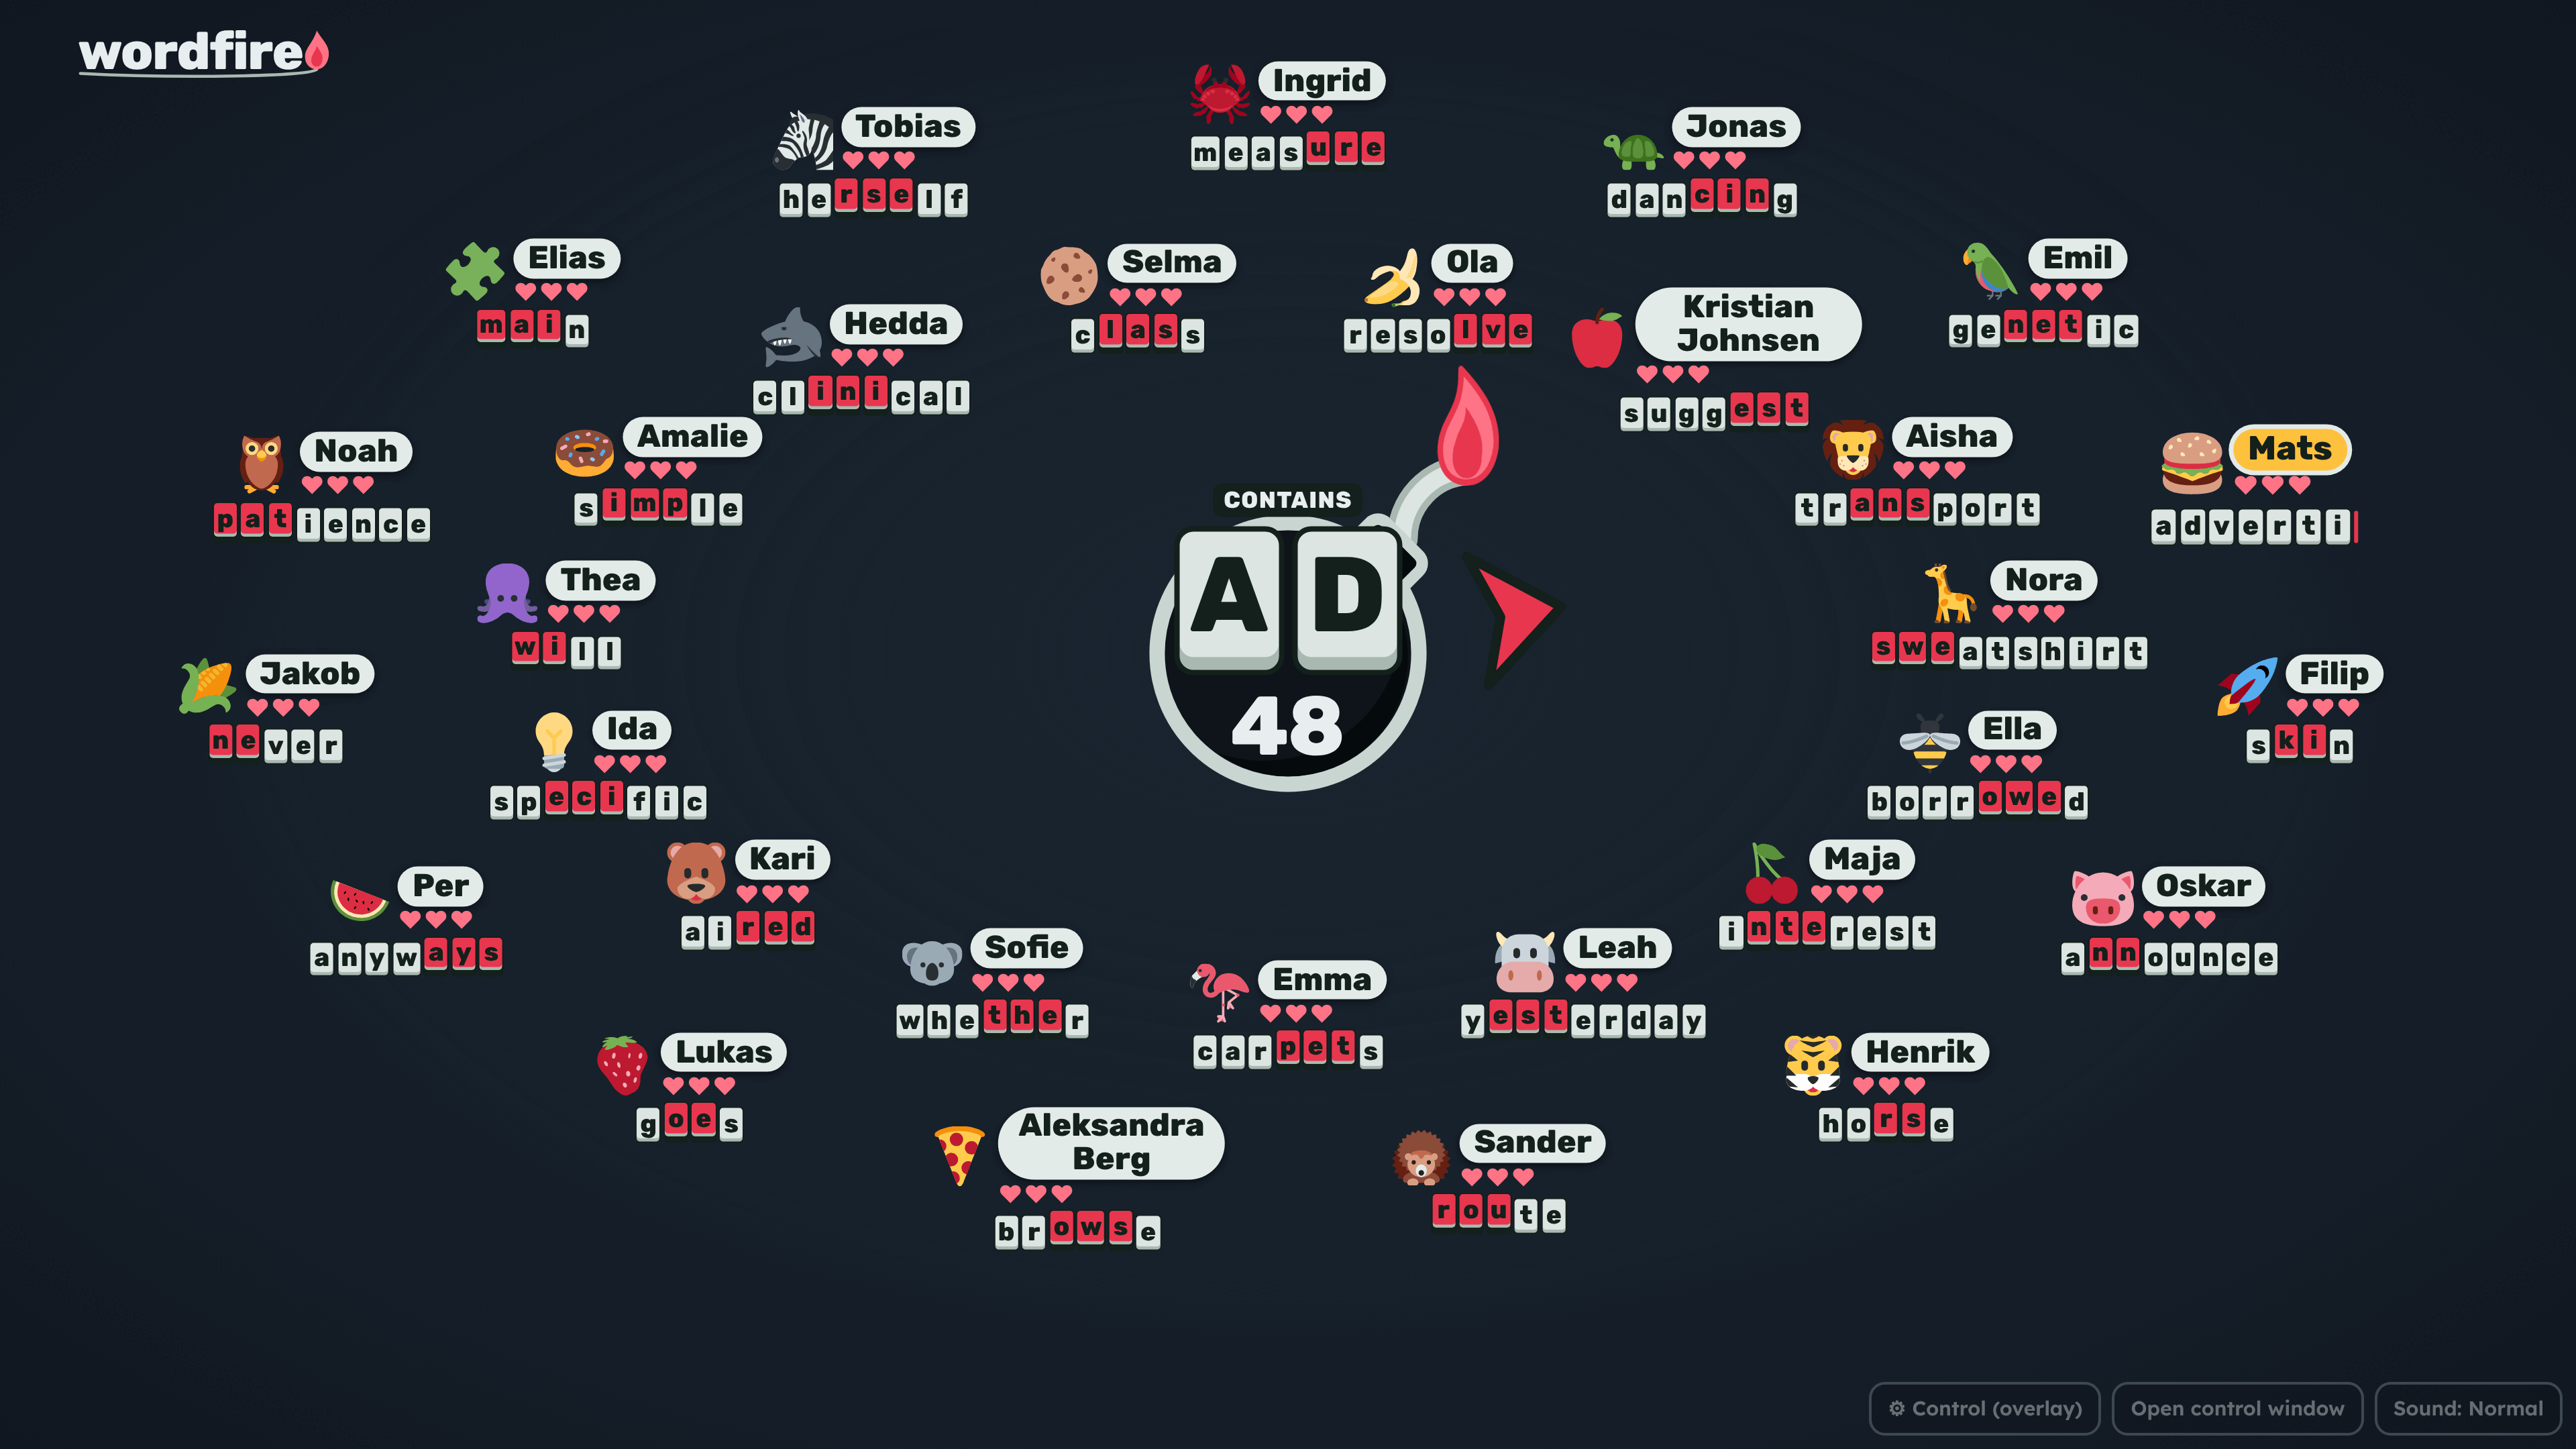 wordfire
Ingrid
measure
Tobias
herself
Jonas
dancing
Elias
main
Selma
class
Ola
resolve
Emil
genetic
Hedda
clinical
Kristian
Johnsen
suggest
Noah
patience
Amalie
simple
Aisha
transport
Mats
adverti
CONTAINS
AD
48
Thea
will
Nora
sweatshirt
Jakob
never
Filip
skin
Ida
specific
Ella
borrowed
Kari
aired
Maja
interest
Per
anyways
Oskar
announce
Sofie
whether
Emma
carpets
Leah
yesterday
Lukas
goes
Henrik
horse
Aleksandra
Berg
browse
Sander
route
Control (overlay)
Open control window
Sound: Normal